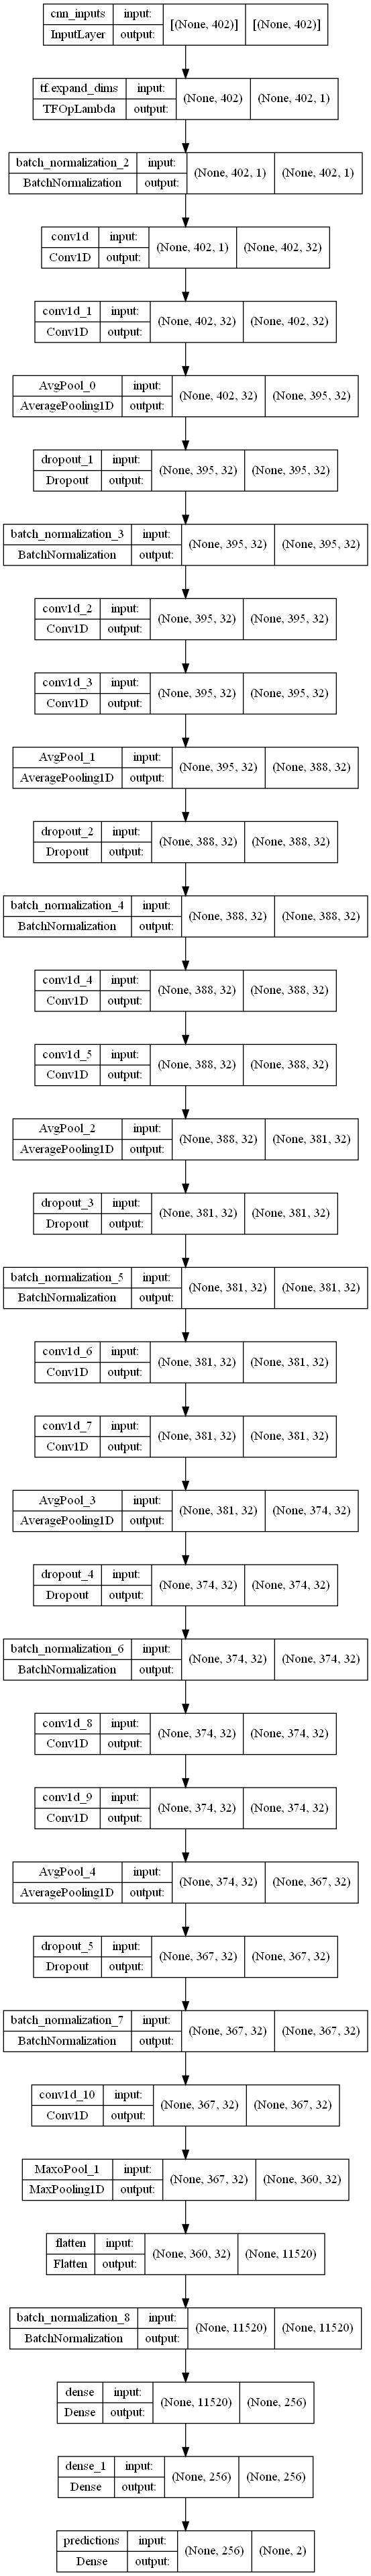 cnn_inputs input: [(None, 402)] [(None, 402)]
InputLayer output:
tf.expand_dims input: (None, 402) (None, 402, 1)
TFOpLambda output:
batch_normalization_2 input: (None, 402, 1) (None, 402, 1)
BatchNormalization output:
conv1d input: (None, 402, 1) (None, 402, 32)
Conv1D output:
conv1d_1 input: (None, 402, 32) (None, 402, 32)
Conv1D output:
AvgPool_0 input: (None, 402, 32) (None, 395, 32)
AveragePooling1D output:
dropout_1 input: (None, 395, 32) (None, 395, 32)
Dropout output:
batch_normalization_3 input: (None, 395, 32) (None, 395, 32)
BatchNormalization output:
conv1d_2 input: (None, 395, 32) (None, 395, 32)
Conv1D output:
conv1d_3 input: (None, 395, 32) (None, 395, 32)
Conv1D output:
AvgPool_1 input: (None, 395, 32) (None, 388, 32)
AveragePooling1D output:
dropout_2 input: (None, 388, 32) (None, 388, 32)
Dropout output:
batch_normalization_4 input: (None, 388, 32) (None, 388, 32)
BatchNormalization output:
conv1d_4 input: (None, 388, 32) (None, 388, 32)
Conv1D output:
conv1d_5 input: (None, 388, 32) (None, 388, 32)
Conv1D output:
AvgPool_2 input: (None, 388, 32) (None, 381, 32)
AveragePooling1D output:
dropout_3 input: (None, 381, 32) (None, 381, 32)
Dropout output:
batch_normalization_5 input: (None, 381, 32) (None, 381, 32)
BatchNormalization output:
conv1d_6 input: (None, 381, 32) (None, 381, 32)
Conv1D output:
conv1d_7 input: (None, 381, 32) (None, 381, 32)
Conv1D output:
AvgPool_3 input: (None, 381, 32) (None, 374, 32)
AveragePooling1D output:
dropout_4 input: (None, 374, 32) (None, 374, 32)
Dropout output:
batch_normalization_6 input: (None, 374, 32) (None, 374, 32)
BatchNormalization output:
conv1d_8 input: (None, 374, 32) (None, 374, 32)
Conv1D output:
conv1d_9 input: (None, 374, 32) (None, 374, 32)
Conv1D output:
AvgPool_4 input: (None, 374, 32) (None, 367, 32)
AveragePooling1D output:
dropout_5 input: (None, 367, 32) (None, 367, 32)
Dropout output:
batch_normalization_7 input: (None, 367, 32) (None, 367, 32)
BatchNormalization output:
conv1d_10 input: (None, 367, 32) (None, 367, 32)
Conv1D output:
MaxoPool_1 input: (None, 367, 32) (None, 360, 32)
MaxPooling1D output:
flatten input: (None, 360, 32) (None, 11520)
Flatten output:
batch_normalization_8 input: (None, 11520) (None, 11520)
BatchNormalization output:
dense input: (None, 11520) (None, 256)
Dense output:
dense_1 input: (None, 256) (None, 256)
Dense output:
predictions input: (None, 256) (None, 2)
Dense output: